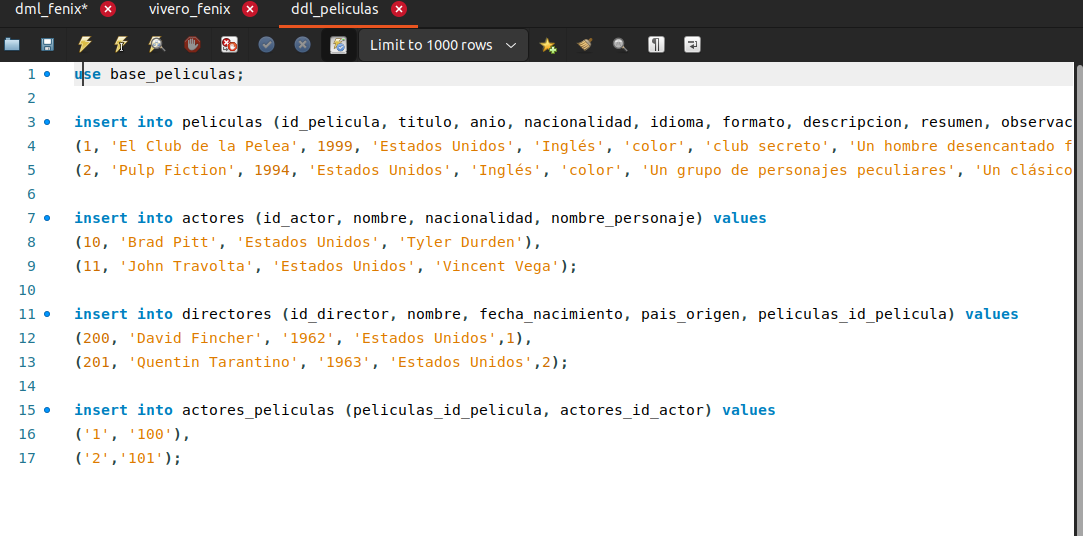 dml_fenix* vivero_fenix ddl_peliculas
Limit to 1000 rows
1 use base_peliculas;
2
3 insert into peliculas (id_pelicula, titulo, anio, nacionalidad, idioma, formato, descripcion, resumen, observac
4 (1, 'El Club de la Pelea', 1999, 'Estados Unidos', 'Inglés', 'color', 'club secreto', 'Un hombre desencantado f
5 (2, 'Pulp Fiction', 1994, 'Estados Unidos', 'Inglés', 'color', 'Un grupo de personajes peculiares', 'Un clásico
6
7 insert into actores (id_actor, nombre, nacionalidad, nombre_personaje) values
8 (10, 'Brad Pitt', 'Estados Unidos', 'Tyler Durden'),
9 (11, 'John Travolta', 'Estados Unidos', 'Vincent Vega');
10
11 insert into directores (id_director, nombre, fecha_nacimiento, pais_origen, peliculas_id_pelicula) values
12 (200, 'David Fincher', '1962', 'Estados Unidos',1),
13 (201, 'Quentin Tarantino', '1963', 'Estados Unidos',2);
14
15 insert into actores_peliculas (peliculas_id_pelicula, actores_id_actor) values
16 ('1', '100'),
17 ('2','101');